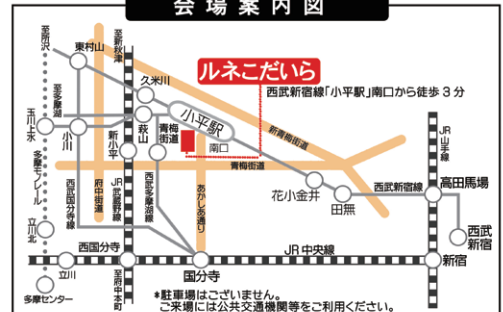 会場案内図
至所沢
東村山
至新秋津
久米川
ルネこだいら
西武新宿線「小平駅」南口から徒歩3分
至多摩湖
小平駅
南口
新青梅街道
玉川上水
小川
萩山
青梅街道
新小平
青梅街道
多摩モノレール
西武国分寺線
府中街道
JR武蔵野線
西武多摩湖線
あかしあ通り
花小金井
田無
西武新宿線
JR山手線
高田馬場
立川北
西国分寺
JR中央線
西武新宿
立川
国分寺
新宿
多摩センター
至府中本町
*駐車場はございません。
ご来場には公共交通機関等をご利用ください。